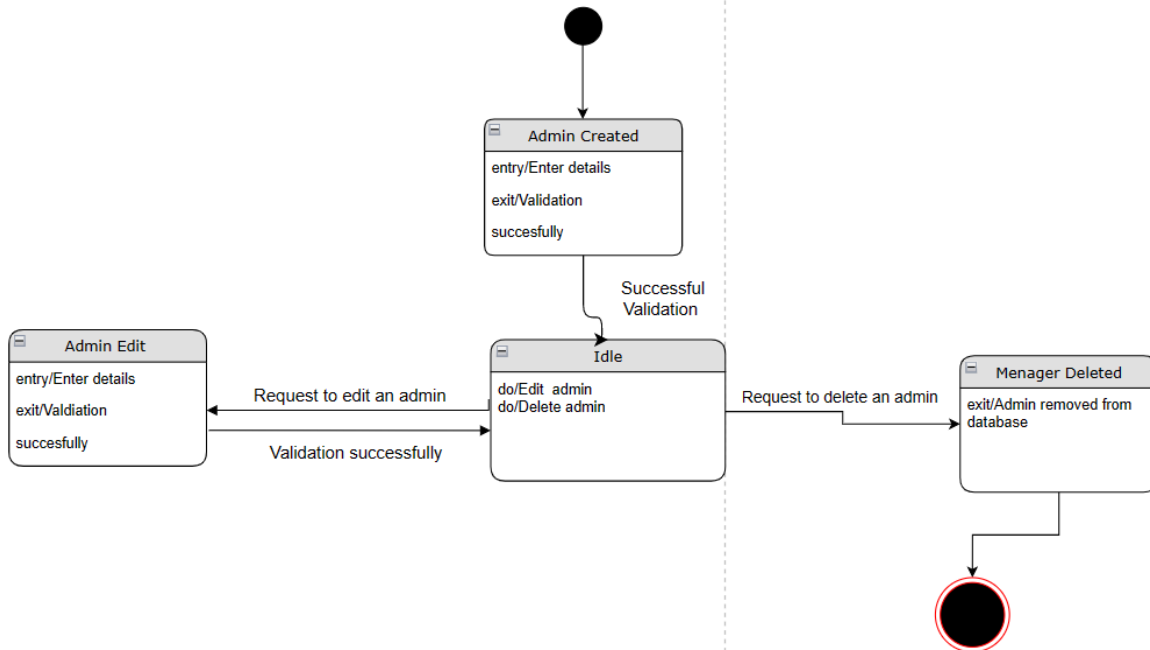 Admin Created
entry/Enter details
exit/Validation
succesfully
Successful
Validation
Admin Edit
entry/Enter details
exit/Valdiation
succesfully
Request to edit an admin
Validation successfully
Idle
do/Edit  admin
do/Delete admin
Request to delete an admin
Menager Deleted
exit/Admin removed from
database